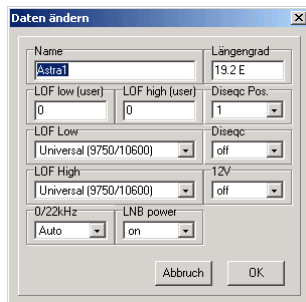 Daten ändern
Name
Längengrad
Astra1
19.2 E
LOF low (user)
LOF high (user)
Diseqc Pos.
0
0
1
LOF Low
Diseqc
Universal (9750/10600)
off
LOF High
12V
Universal (9750/10600)
off
0/22kHz
LNB power
Auto
on
Abbruch
OK